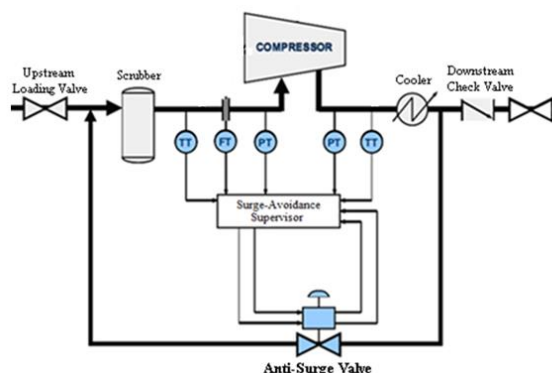 COMPRESSOR
Upstream
Loading Valve
Scrubber
Cooler
Downstream
Check Valve
TT
FT
PT
PT
TT
Surge-Avoidance
Supervisor
Anti-Surge Valve